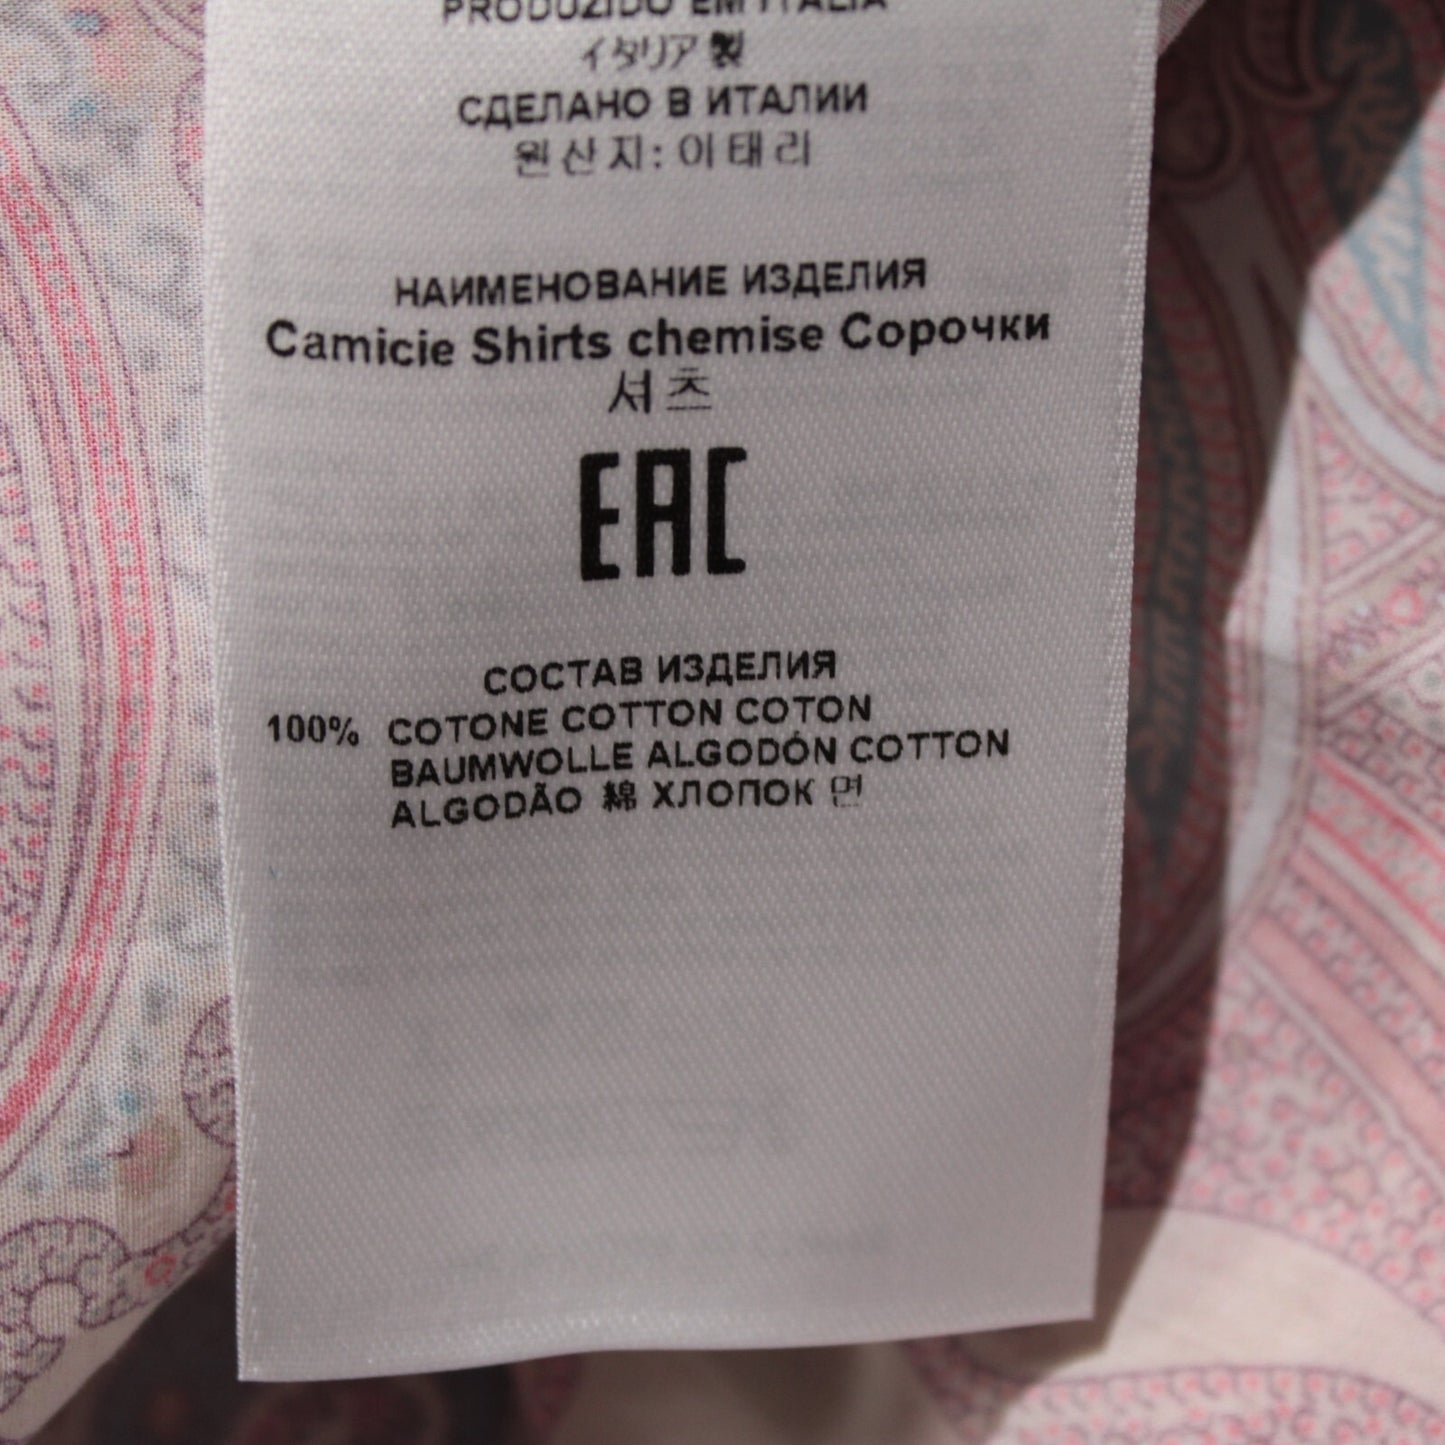 PRODUZIDO EM ITALIA
イタリア製
СДЕЛАНО В ИТАЛИИ
원산지: 이태리
НАИМЕНОВАНИЕ ИЗДЕЛИЯ
Camicie Shirts chemise Сорочки
셔츠
EAC
СОСТАВ ИЗДЕЛИЯ
100% COTONE COTTON COTON
BAUMWOLLE ALGODÓN COTTON
ALGODÃO 綿 ХЛОПОК 면